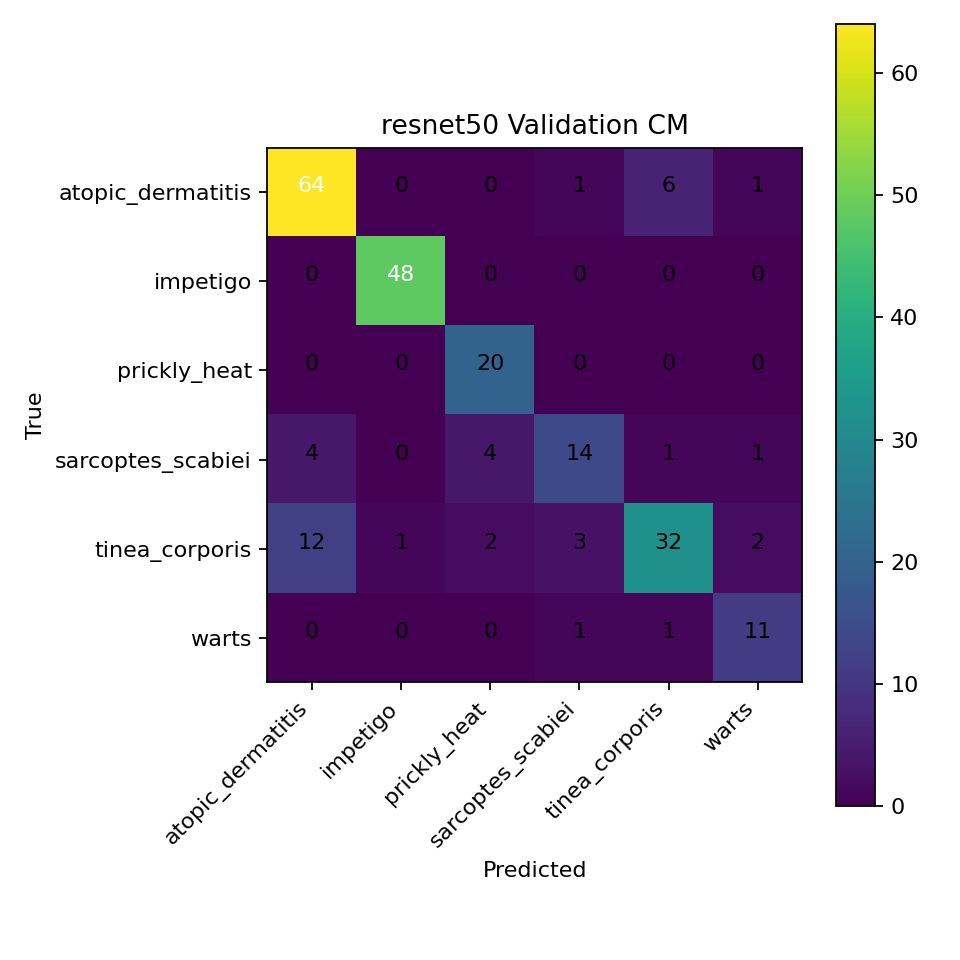 resnet50 Validation CM
atopic_dermatitis 64 0 0 1 6 1
impetigo 0 48 0 0 0 0
prickly_heat 0 0 20 0 0 0
sarcoptes_scabiei 4 0 4 14 1 1
tinea_corporis 12 1 2 3 32 2
warts 0 0 0 1 1 11
True
atopic_dermatitis impetigo prickly_heat sarcoptes_scabiei tinea_corporis warts
Predicted
60
50
40
30
20
10
0